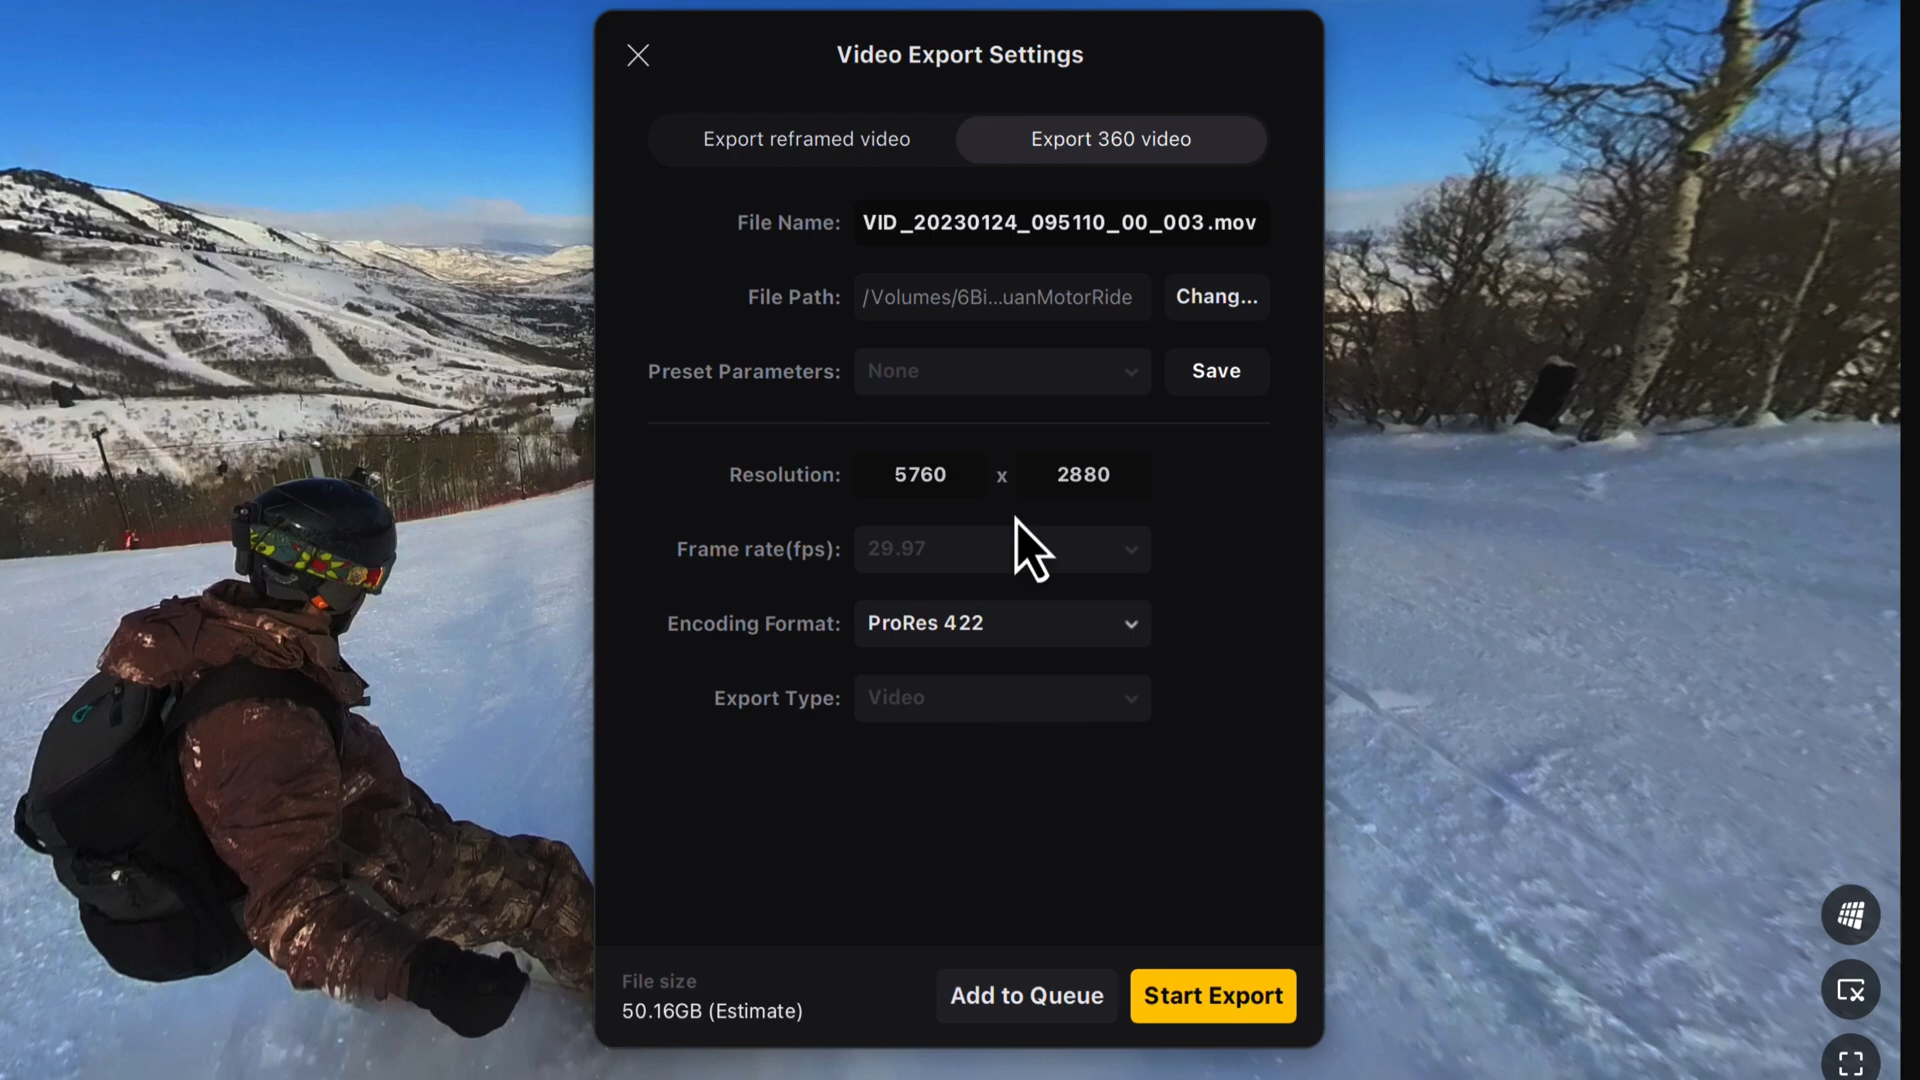 Video Export Settings
Export reframed video
Export 360 video
File Name: VID_20230124_095110_00_003.mov
File Path: /Volumes/6Bi...uanMotorRide Chang...
Preset Parameters: None Save
Resolution: 5760 x 2880
Frame rate(fps): 29.97
Encoding Format: ProRes 422
Export Type: Video
File size
50.16GB (Estimate)
Add to Queue
Start Export